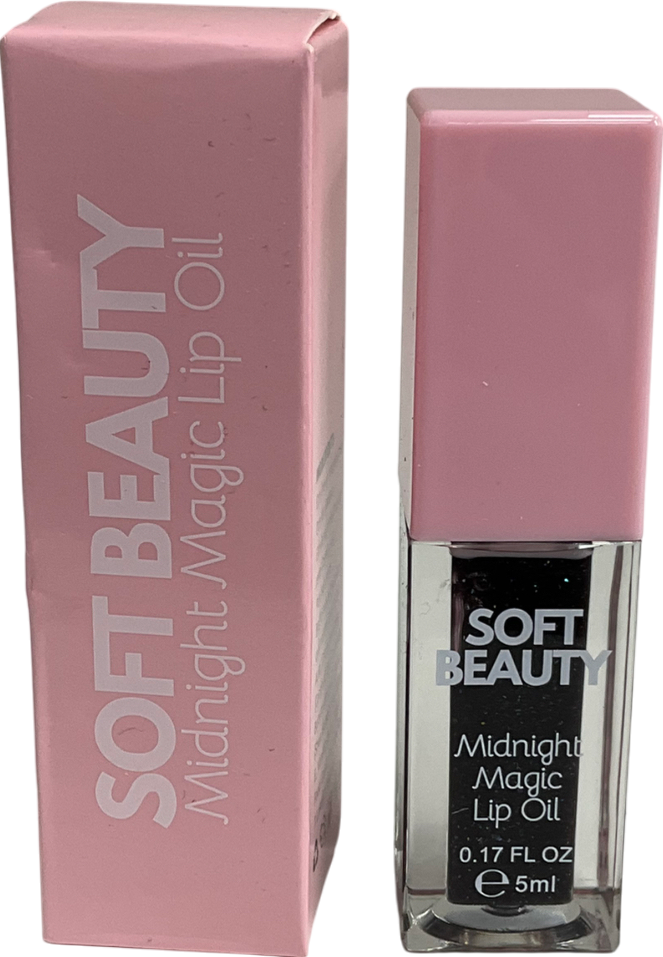 SOFT BEAUTY
Midnight Magic Lip Oil
SOFT
BEAUTY
Midnight
Magic
Lip Oil
0.17 FL OZ
℮ 5ml